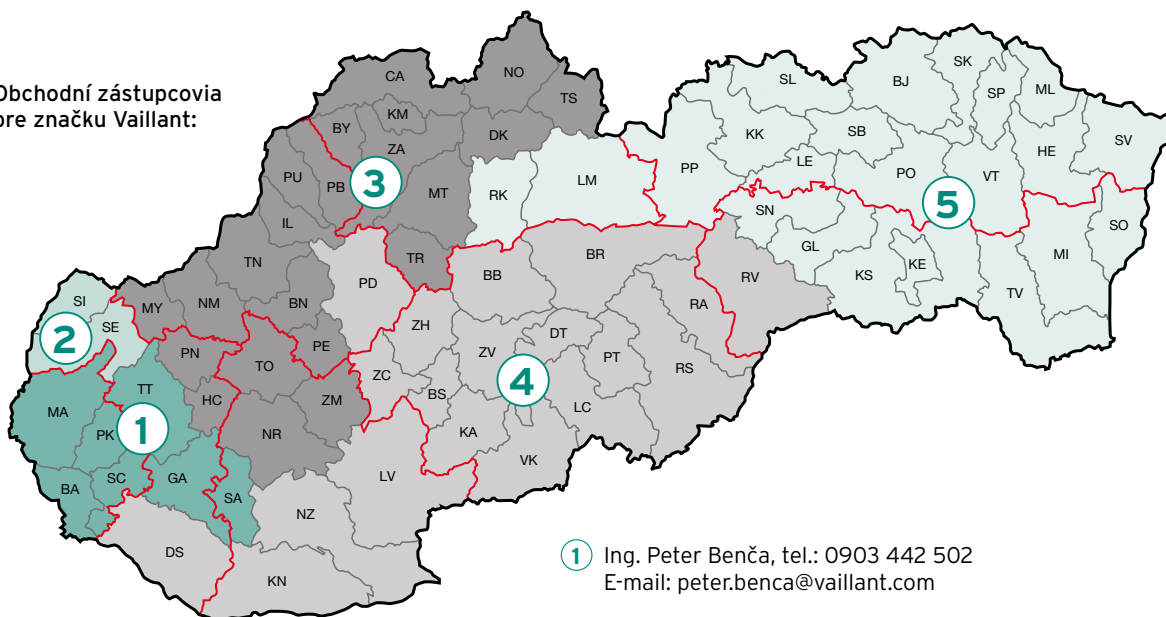 Obchodní zástupcovia
pre značku Vaillant:
NO
CA
TS
KM
BY
DK
ZA
PU
PB
3
MT
IL
RK
LM
TR
TN
SK
BJ
SL
SP
ML
KK
SB
SV
HE
LE
PP
PO
VT
5
SN
SO
GL
MI
KE
KS
TV
RV
BR
BB
PD
RA
SI
MY
NM
BN
SE
2
ZH
DT
PE
PN
ZV
PT
TO
ZC
RS
4
TT
BS
HC
ZM
MA
LC
1
PK
NR
KA
VK
SC
GA
LV
SA
BA
NZ
DS
KN
1 Ing. Peter Benča, tel.: 0903 442 502
E-mail: peter.benca@vaillant.com